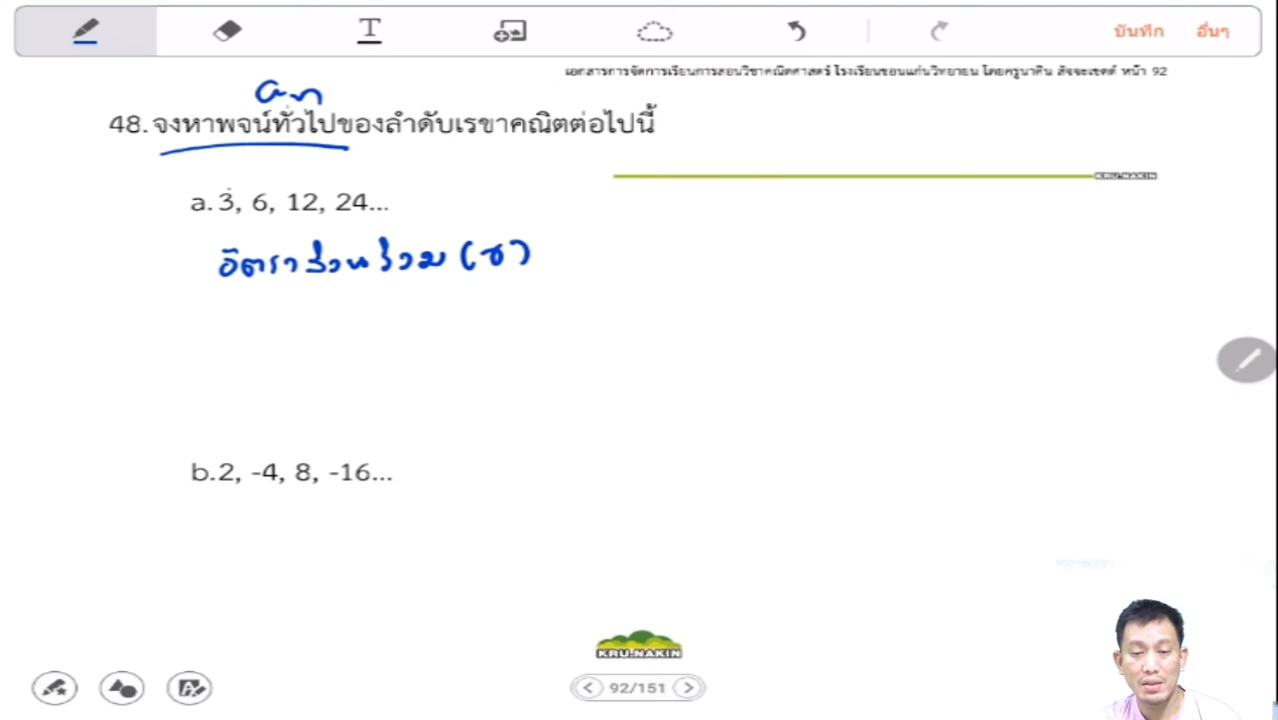 T
บันทึก อื่นๆ
เอกสารการจัดการเรียนการสอนวิชาคณิตศาสตร์ โรงเรียนขอนแก่นวิทยายน โดยครูนาคิน สัจจะเขตต์ หน้า 92
an
48. จงหาพจน์ทั่วไปของลำดับเรขาคณิตต่อไปนี้
KRU.NAKIN
a. 3, 6, 12, 24...
อัตราส่วนร่วม (r)
b. 2, -4, 8, -16...
KRU.NAKIN
92/151